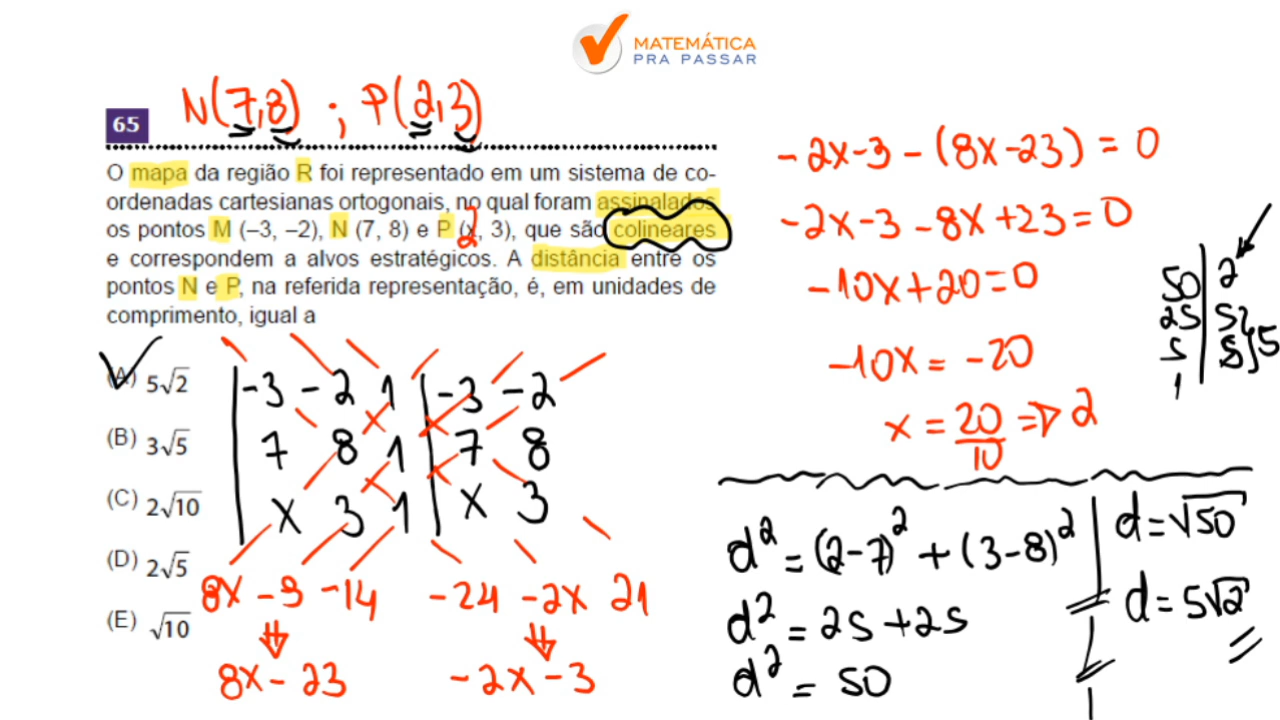 MATEMÁTICA
PRA PASSAR
N(7,8) ; P(2,3)
65
O mapa da região R foi representado em um sistema de co-
ordenadas cartesianas ortogonais, no qual foram assinalados
os pontos M (–3, –2), N (7, 8) e P (x, 3), que são colineares
2
e correspondem a alvos estratégicos. A distância entre os
pontos N e P, na referida representação, é, em unidades de
comprimento, igual a
(A) 5√2
(B) 3√5
(C) 2√10
(D) 2√5
(E) √10
-3 -2 1 -3 -2
7 8 1 7 8
x 3 1 x 3
8x -9 -14 -24 -2x 21
8x - 23 -2x - 3
-2x-3 - (8x-23) = 0
-2x-3 -8x+23 = 0
-10x+20=0
-10x = -20
x = 20/10 ⇒ 2
50 2
25 5
5 5 5
1
d² = (2-7)² + (3-8)²
d² = 25 + 25
d² = 50
d = √50
d = 5√2